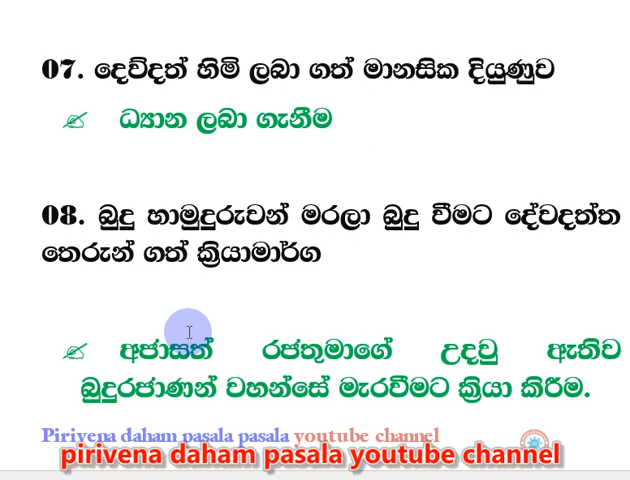 07. දෙව්දත් හිමි ලබා ගත් මානසික දියුණුව
ධ්‍යාන ලබා ගැනීම
08. බුදු හාමුදුරුවන් මරලා බුදු වීමට දේවදත්ත
තෙරුන් ගත් ක්‍රියාමාර්ග
අජාසත් රජතුමාගේ උදව් ඇතිව
බුදුරජාණන් වහන්සේ මැරවීමට ක්‍රියා කිරීම.
Piriyena daham pasala pasala youtube channel
pirivena daham pasala youtube channel